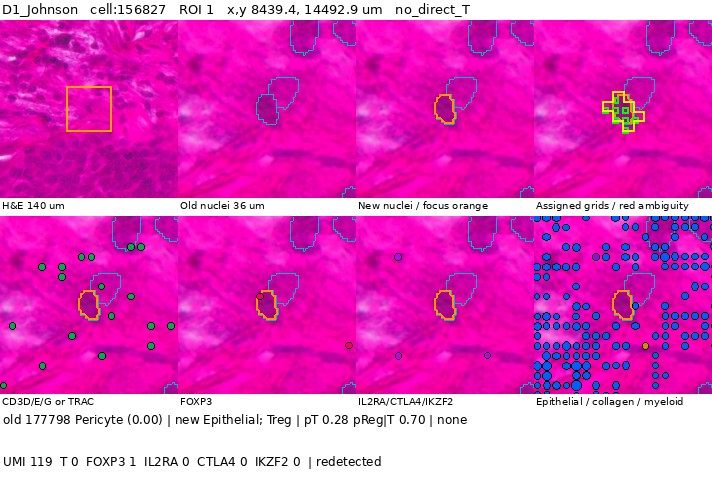 D1_Johnson cell:156827 ROI 1 x,y 8439.4, 14492.9 um no_direct_T
H&E 140 um
Old nuclei 36 um
New nuclei / focus orange
Assigned grids / red ambiguity
CD3D/E/G or TRAC
FOXP3
IL2RA/CTLA4/IKZF2
Epithelial / collagen / myeloid
old 177798 Pericyte (0.00) | new Epithelial; Treg | pT 0.28 pReg|T 0.70 | none
UMI 119 T 0 FOXP3 1 IL2RA 0 CTLA4 0 IKZF2 0 | redetected